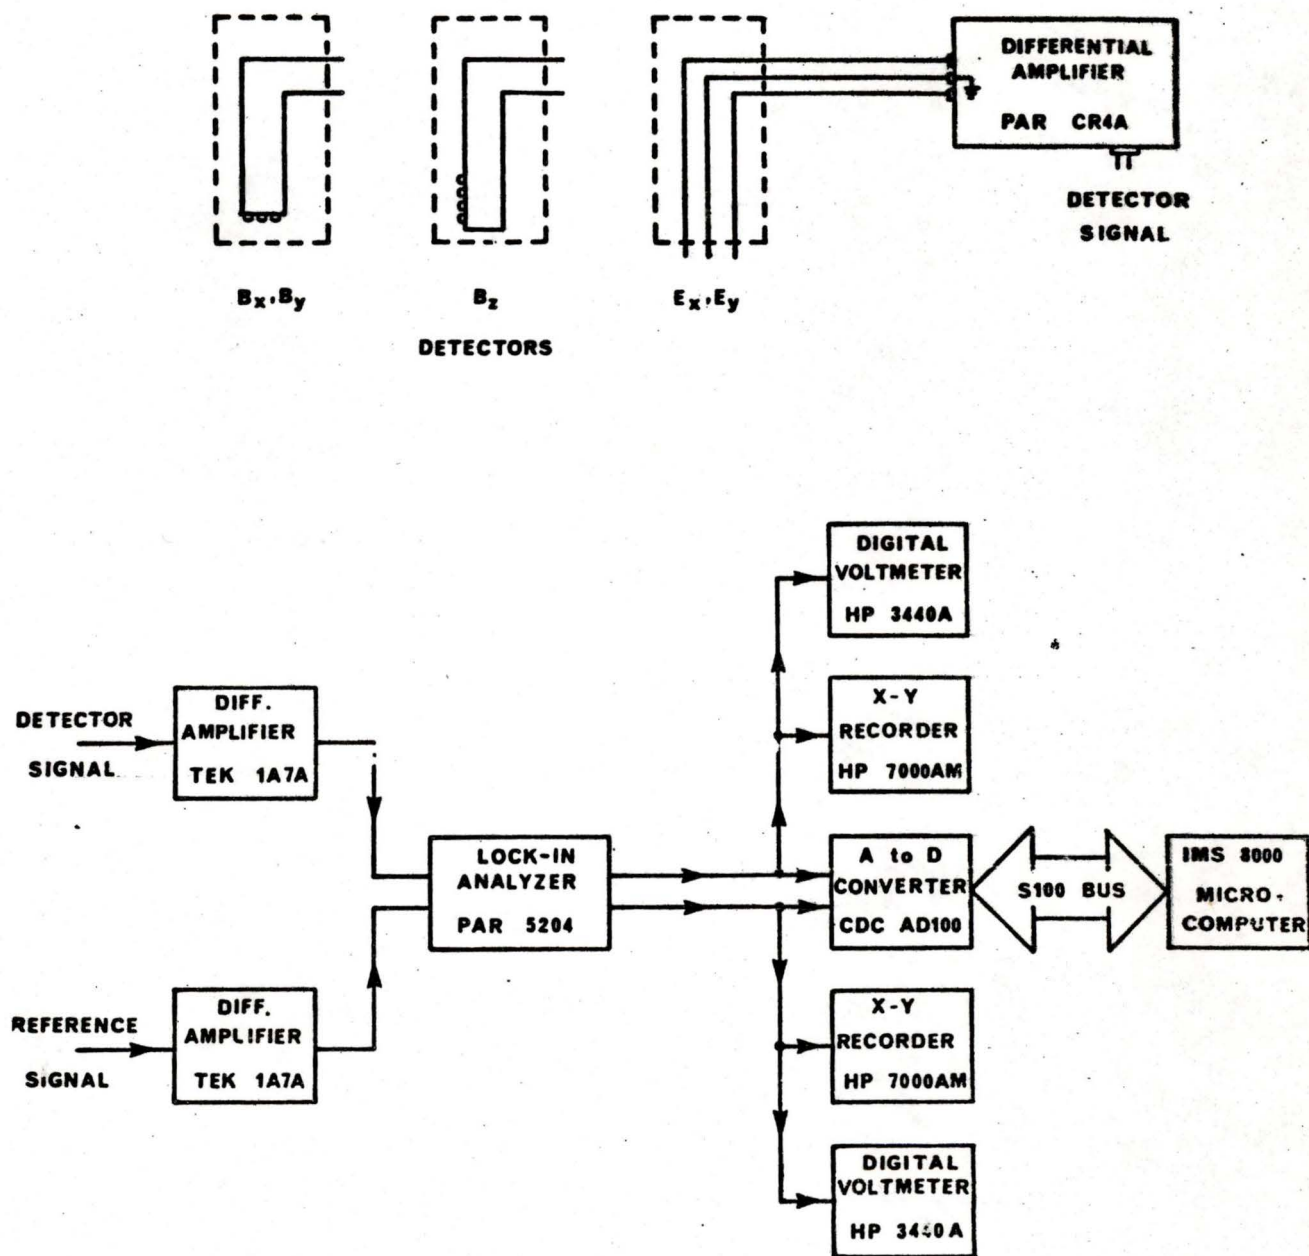 DIFFERENTIAL
AMPLIFIER
PAR CR4A
DETECTOR
SIGNAL
Bx,By
Bz
Ex,Ey
DETECTORS
DIGITAL
VOLTMETER
HP 3440A
X-Y
RECORDER
HP 7000AM
DETECTOR
SIGNAL
DIFF.
AMPLIFIER
TEK 1A7A
LOCK-IN
ANALYZER
PAR 5204
A to D
CONVERTER
CDC AD100
S100 BUS
IMS 8000
MICRO-
COMPUTER
REFERENCE
SIGNAL
DIFF.
AMPLIFIER
TEK 1A7A
X-Y
RECORDER
HP 7000AM
DIGITAL
VOLTMETER
HP 3440A